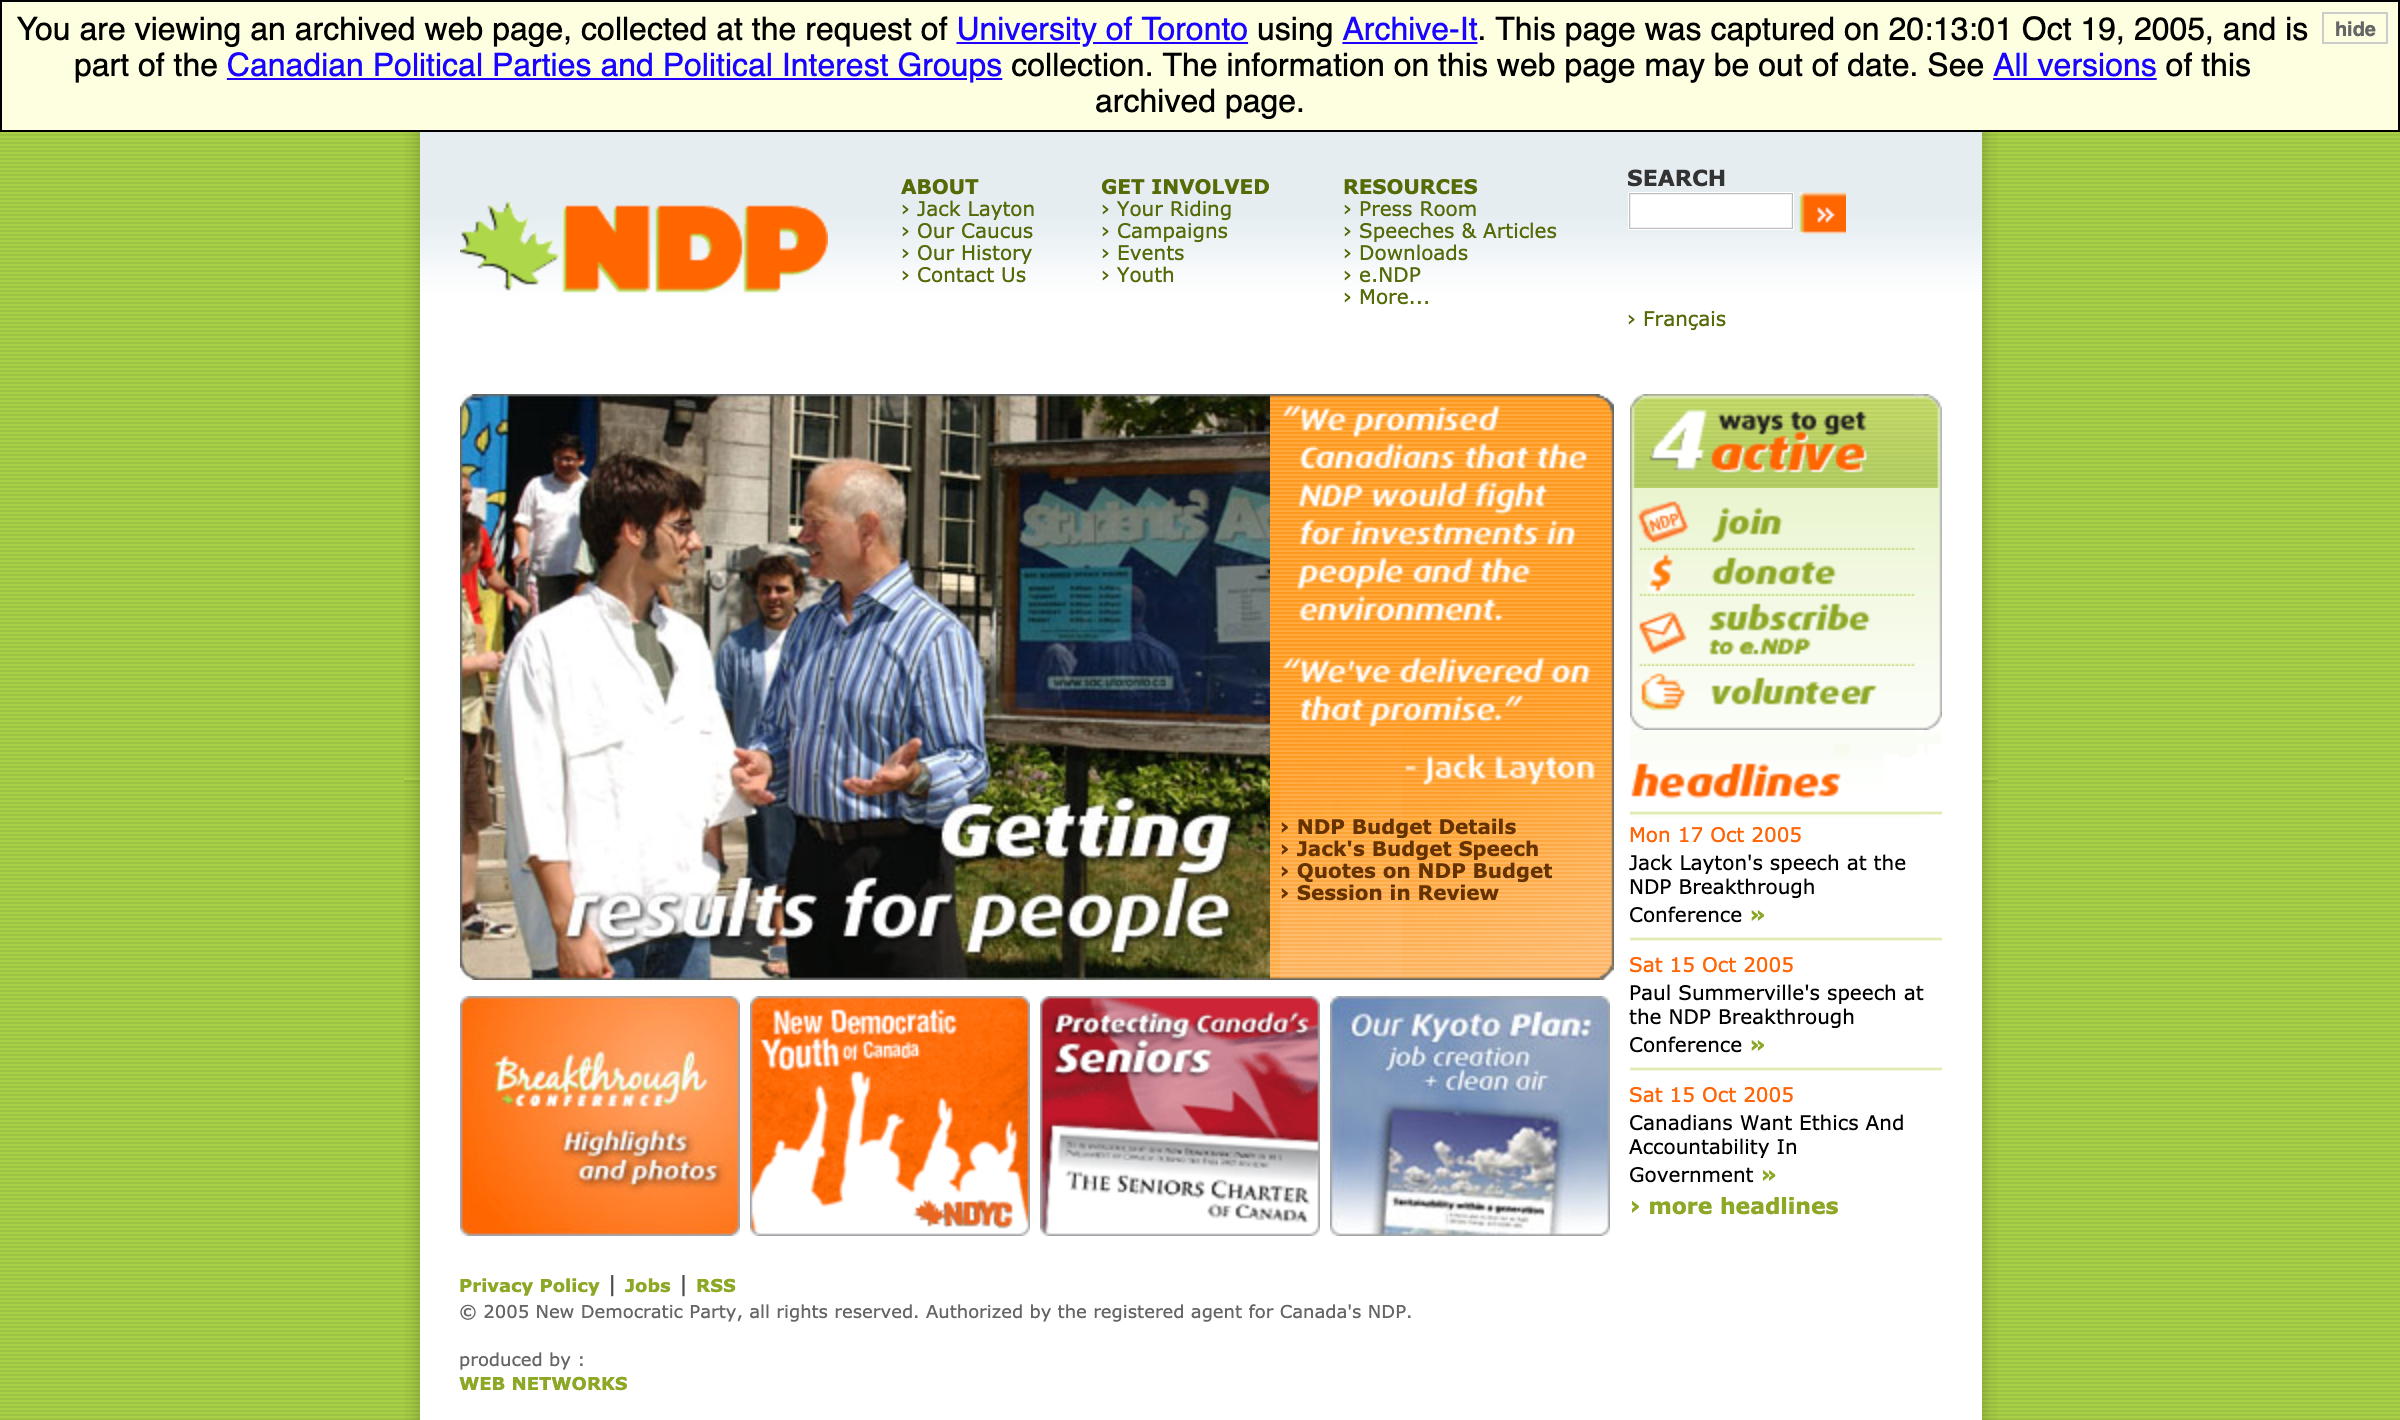 You are viewing an archived web page, collected at the request of University of Toronto using Archive-It. This page was captured on 20:13:01 Oct 19, 2005, and is
part of the Canadian Political Parties and Political Interest Groups collection. The information on this web page may be out of date. See All versions of this
archived page.
hide
NDP
ABOUT
› Jack Layton
› Our Caucus
› Our History
› Contact Us
GET INVOLVED
› Your Riding
› Campaigns
› Events
› Youth
RESOURCES
› Press Room
› Speeches & Articles
› Downloads
› e.NDP
› More...
SEARCH
»
› Français
Students' A
www.sac.utoronto.ca
Getting
results for people
"We promised
Canadians that the
NDP would fight
for investments in
people and the
environment.
"We've delivered on
that promise."
- Jack Layton
› NDP Budget Details
› Jack's Budget Speech
› Quotes on NDP Budget
› Session in Review
4 ways to get
active
NDP join
$ donate
subscribe
to e.NDP
volunteer
headlines
Mon 17 Oct 2005
Jack Layton's speech at the
NDP Breakthrough
Conference »
Sat 15 Oct 2005
Paul Summerville's speech at
the NDP Breakthrough
Conference »
Sat 15 Oct 2005
Canadians Want Ethics And
Accountability In
Government »
› more headlines
Breakthrough
CONFERENCE
Highlights
and photos
New Democratic
Youth of Canada
NDYC
Protecting Canada's
Seniors
THE SENIORS CHARTER
OF CANADA
Our Kyoto Plan:
job creation
+ clean air
Sustainability within a generation
Privacy Policy | Jobs | RSS
© 2005 New Democratic Party, all rights reserved. Authorized by the registered agent for Canada's NDP.
produced by :
WEB NETWORKS